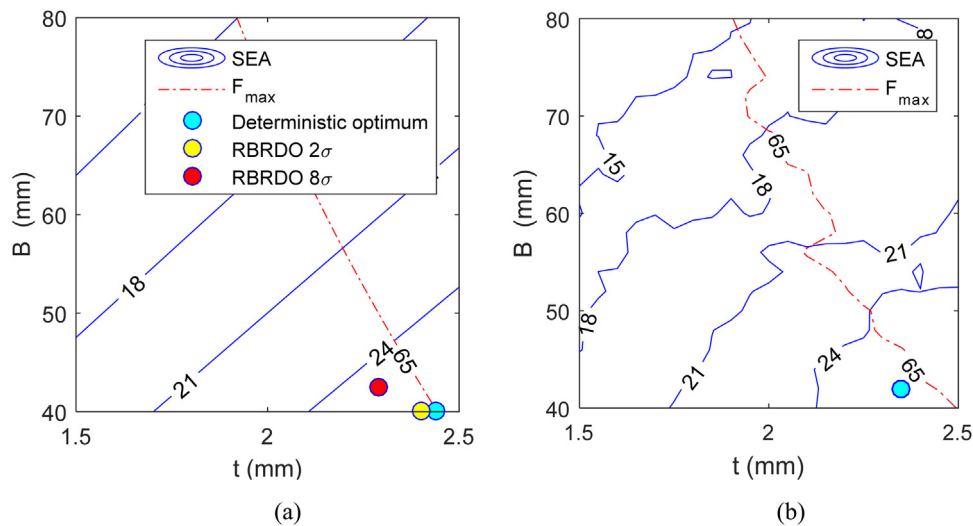 80
70
60
50
40
B (mm)
1.5
2
2.5
t (mm)
SEA
F_max
Deterministic optimum
RBRDO 2σ
RBRDO 8σ
18
21
24
65
(a)
80
70
60
50
40
B (mm)
1.5
2
2.5
t (mm)
SEA
F_max
8
15
65
18
21
18
24
21
65
(b)